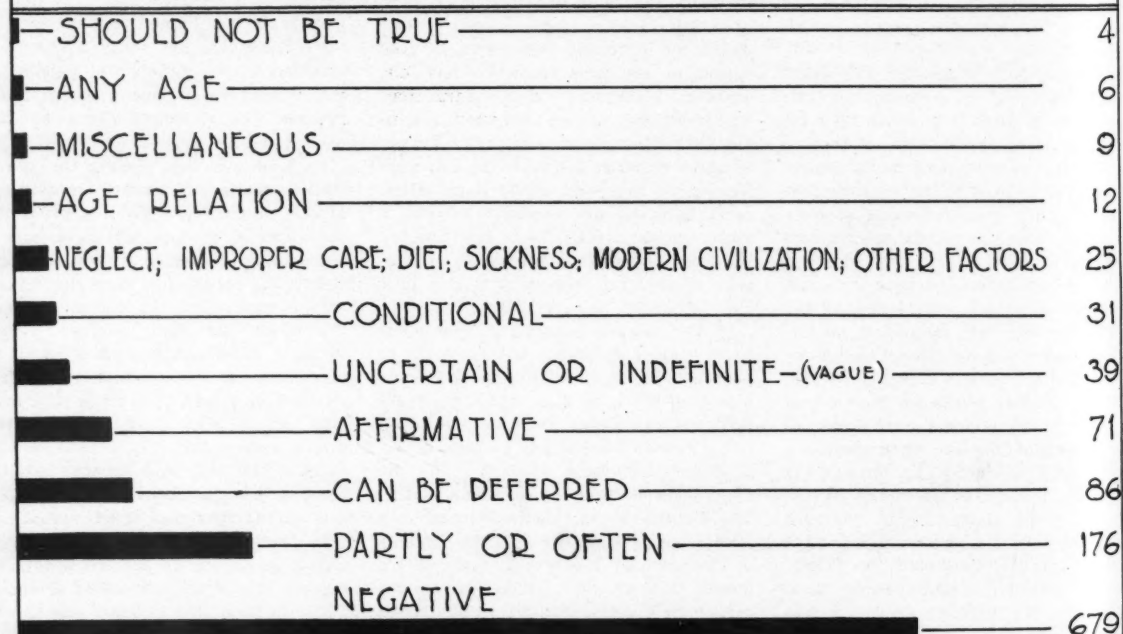 SHOULD NOT BE TRUE 4
ANY AGE 6
MISCELLANEOUS 9
AGE RELATION 12
NEGLECT; IMPROPER CARE; DIET; SICKNESS; MODERN CIVILIZATION; OTHER FACTORS 25
CONDITIONAL 31
UNCERTAIN OR INDEFINITE (VAGUE) 39
AFFIRMATIVE 71
CAN BE DEFERRED 86
PARTLY OR OFTEN 176
NEGATIVE
679